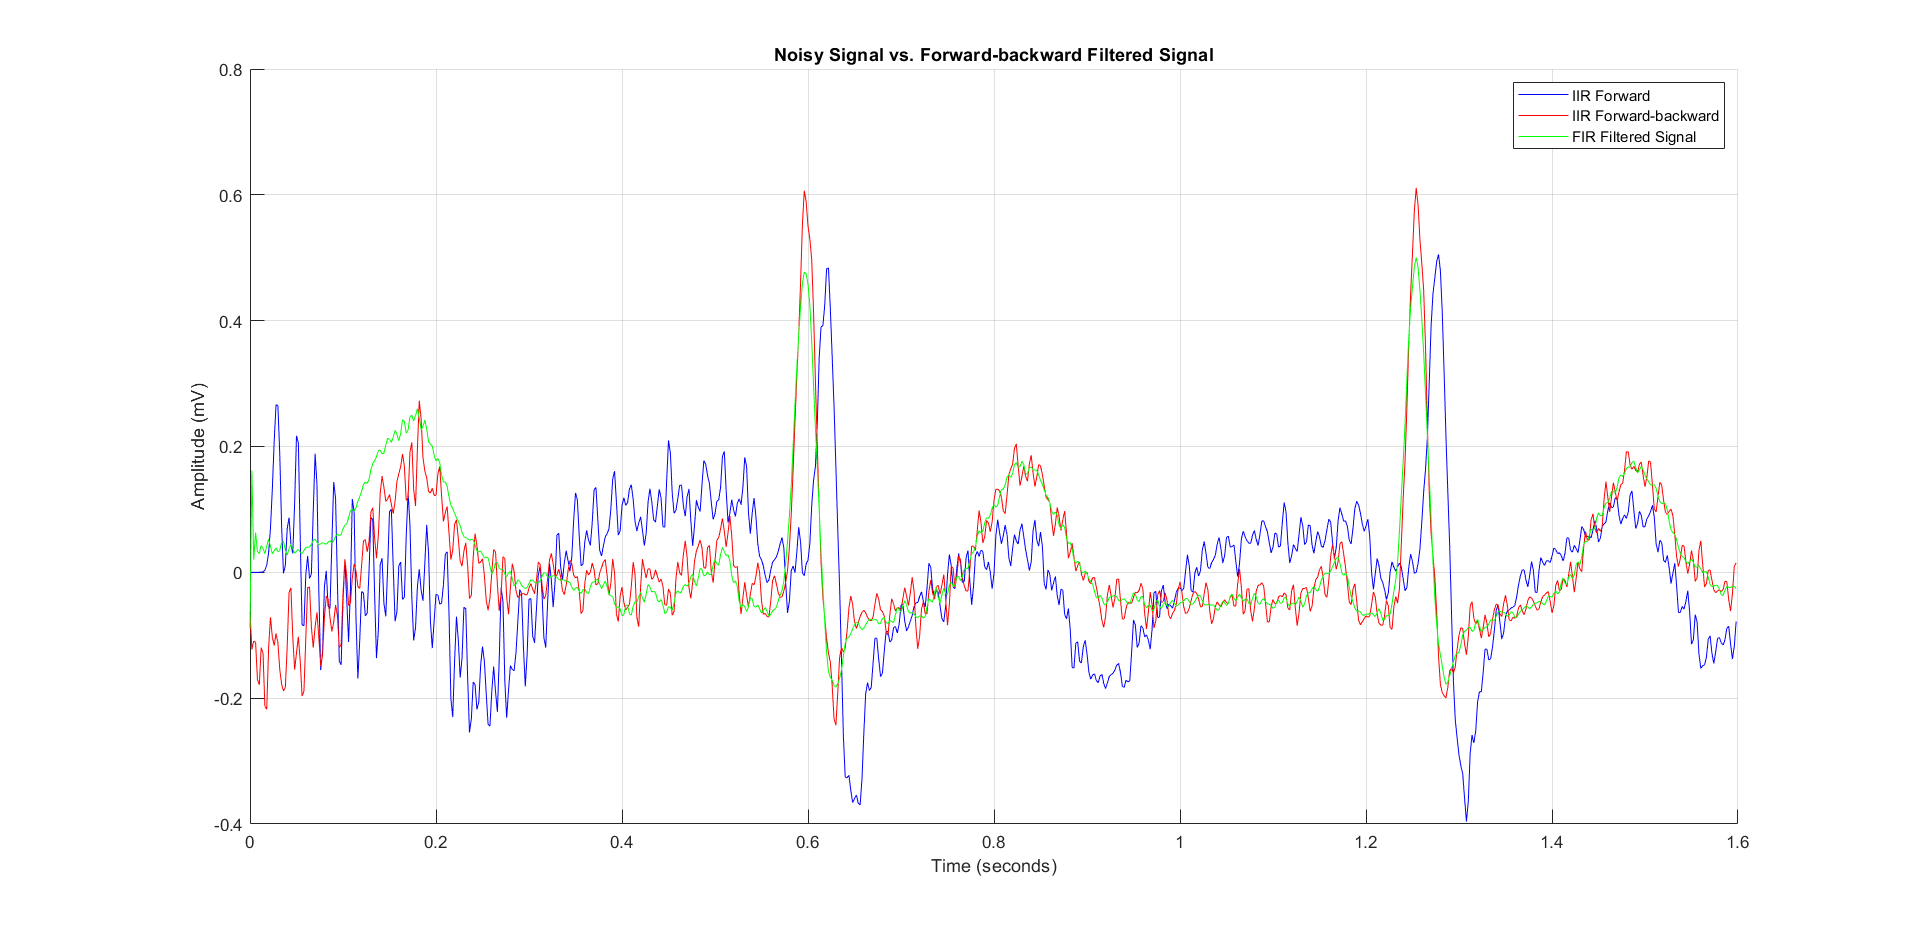 Noisy Signal vs. Forward-backward Filtered Signal
IIR Forward
IIR Forward-backward
FIR Filtered Signal
Amplitude (mV)
0.8
0.6
0.4
0.2
0
-0.2
-0.4
0 0.2 0.4 0.6 0.8 1 1.2 1.4 1.6
Time (seconds)